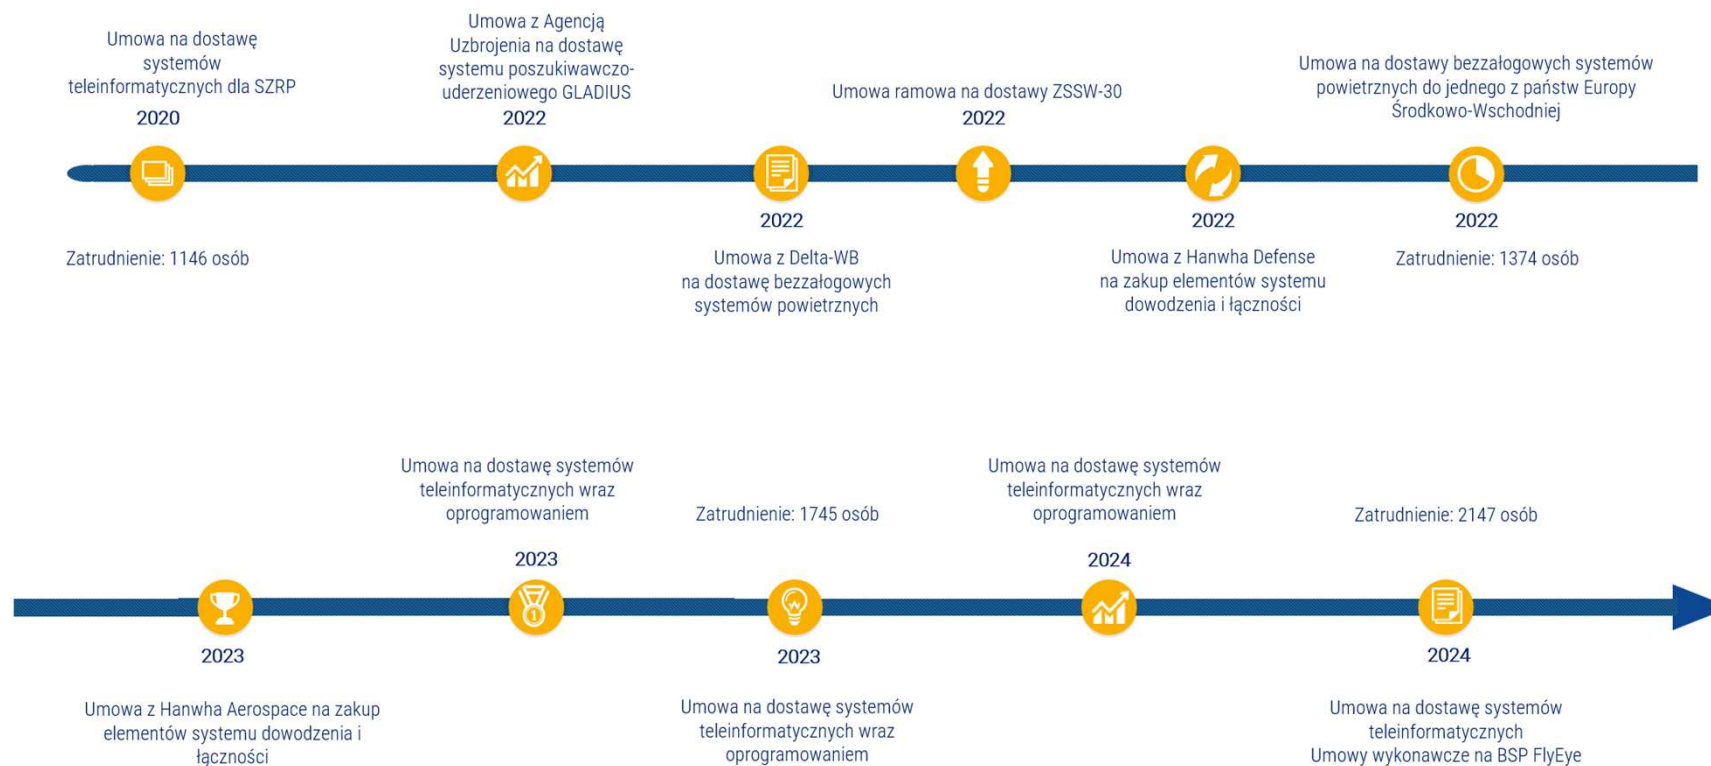 Umowa na dostawę
systemów
teleinformatycznych dla SZRP
2020
Zatrudnienie: 1146 osób
Umowa z Agencją
Uzbrojenia na dostawę
systemu poszukiwawczo-
uderzeniowego GLADIUS
2022
2022
Umowa z Delta-WB
na dostawę bezzałogowych
systemów powietrznych
Umowa ramowa na dostawy ZSSW-30
2022
2022
Umowa z Hanwha Defense
na zakup elementów systemu
dowodzenia i łączności
Umowa na dostawy bezzałogowych systemów
powietrznych do jednego z państw Europy
Środkowo-Wschodniej
2022
Zatrudnienie: 1374 osób
2023
Umowa z Hanwha Aerospace na zakup
elementów systemu dowodzenia i
łączności
Umowa na dostawę systemów
teleinformatycznych wraz
oprogramowaniem
2023
1
Zatrudnienie: 1745 osób
2023
Umowa na dostawę systemów
teleinformatycznych wraz
oprogramowaniem
Umowa na dostawę systemów
teleinformatycznych wraz
oprogramowaniem
2024
Zatrudnienie: 2147 osób
2024
Umowa na dostawę systemów
teleinformatycznych
Umowy wykonawcze na BSP FlyEye